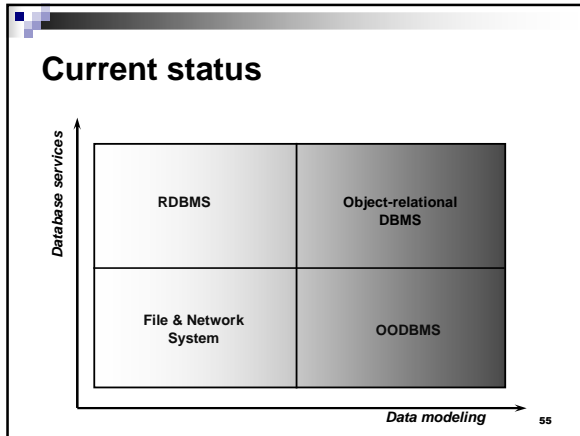 Current status
Database services
RDBMS
Object-relational
DBMS
File & Network
System
OODBMS
Data modeling
55